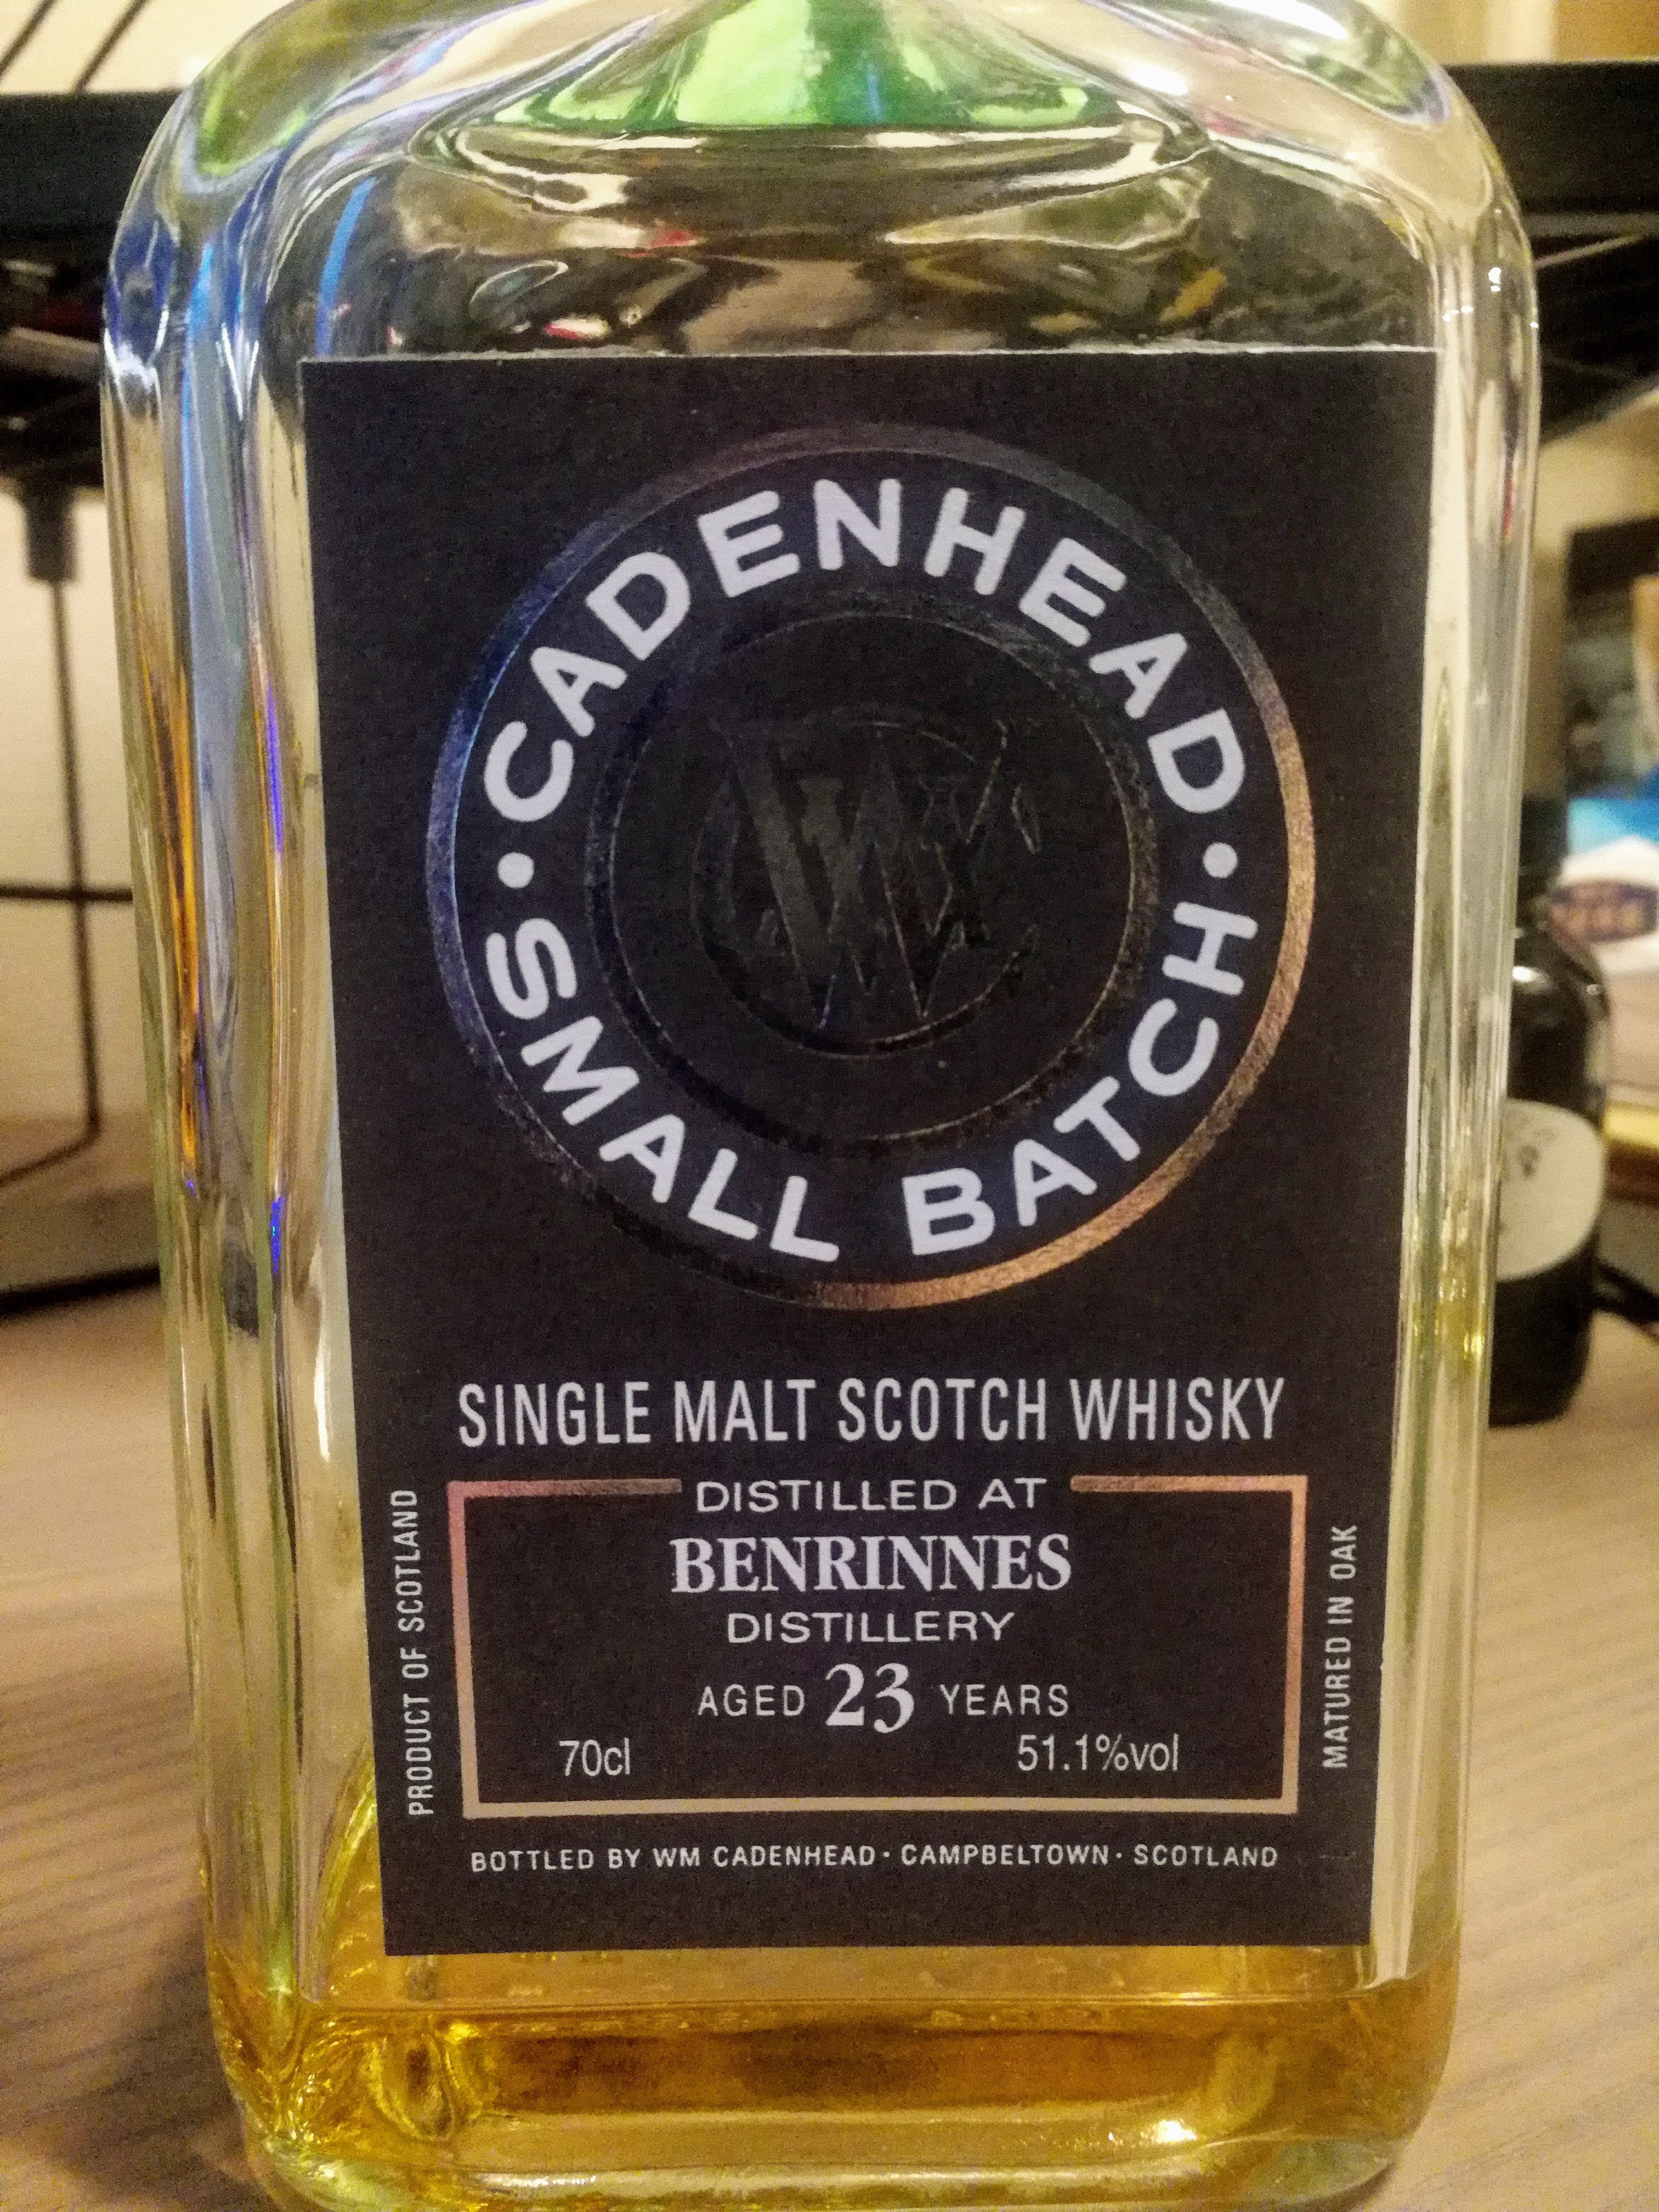 CADENHEAD
SMALL BATCH
SINGLE MALT SCOTCH WHISKY
DISTILLED AT
BENRINNES
DISTILLERY
AGED 23 YEARS
70cl 51.1%vol
PRODUCT OF SCOTLAND
MATURED IN OAK
BOTTLED BY WM CADENHEAD · CAMPBELTOWN · SCOTLAND